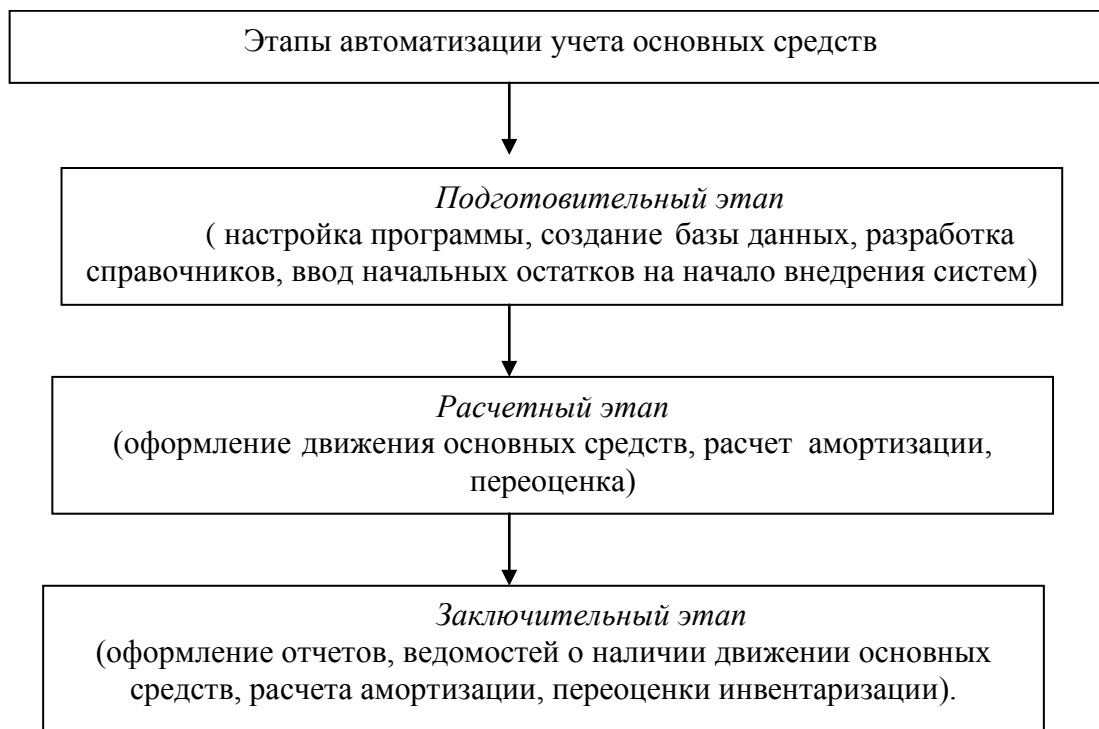 Этапы автоматизации учета основных средств
Подготовительный этап
( настройка программы, создание базы данных, разработка
справочников, ввод начальных остатков на начало внедрения систем)
Расчетный этап
(оформление движения основных средств, расчет амортизации,
переоценка)
Заключительный этап
(оформление отчетов, ведомостей о наличии движении основных
средств, расчета амортизации, переоценки инвентаризации).